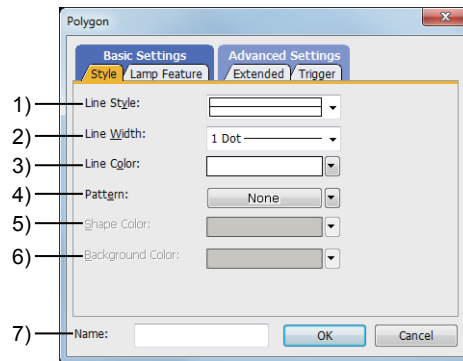 Polygon
Basic Settings Advanced Settings
Style Lamp Feature Extended Trigger
1) Line Style:
2) Line Width: 1 Dot
3) Line Color:
4) Pattern: None
5) Shape Color:
6) Background Color:
7) Name: OK Cancel